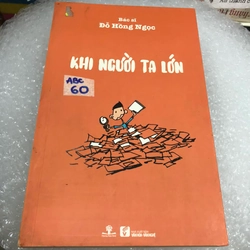 Bác sĩ
Đỗ Hồng Ngọc
KHI NGƯỜI TA LỚN
ABC
60